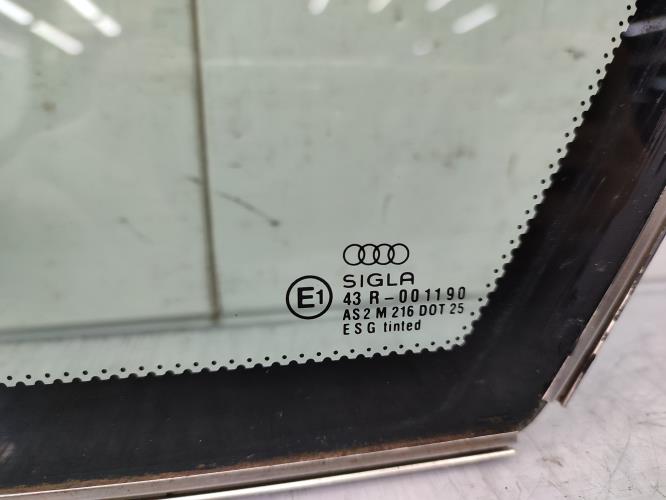 SIGLA
E1 43 R-001190
AS2 M 216 DOT 25
ESG tinted